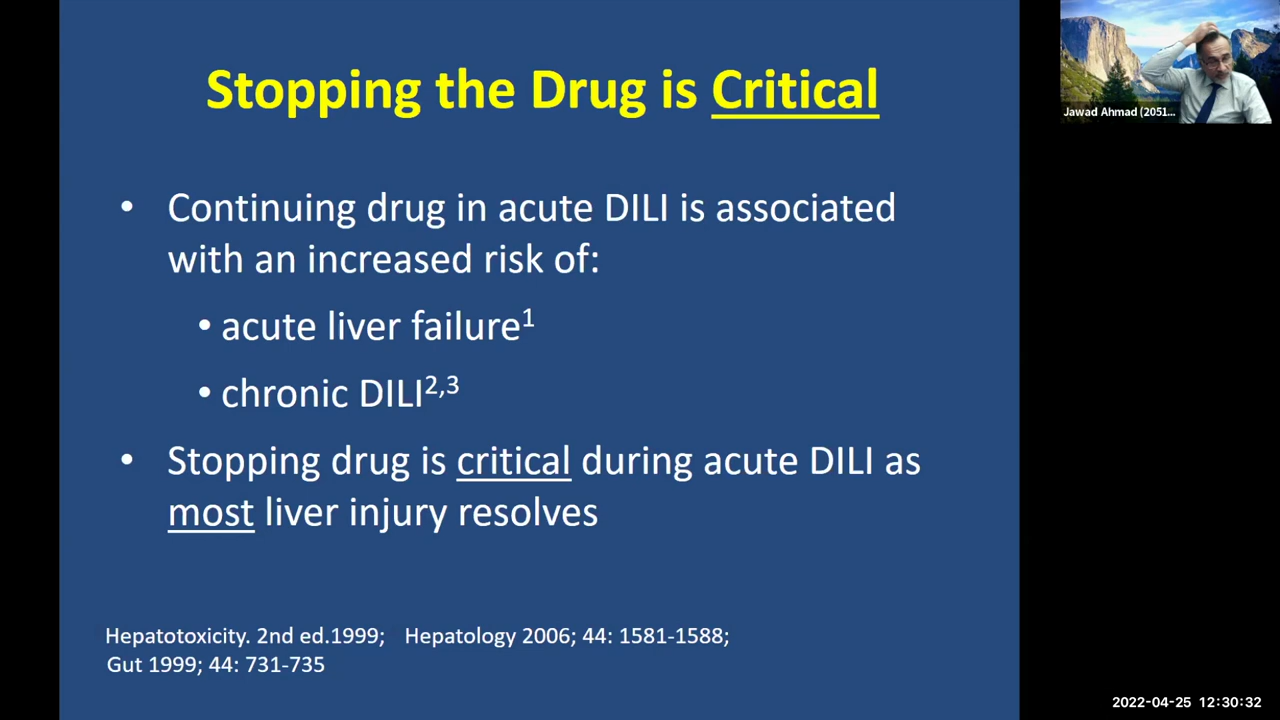 Stopping the Drug is Critical
• Continuing drug in acute DILI is associated
with an increased risk of:
• acute liver failure¹
• chronic DILI²,³
• Stopping drug is critical during acute DILI as
most liver injury resolves
Hepatotoxicity. 2nd ed.1999; Hepatology 2006; 44: 1581-1588;
Gut 1999; 44: 731-735
Jawad Ahmad (2051...
2022-04-25 12:30:32